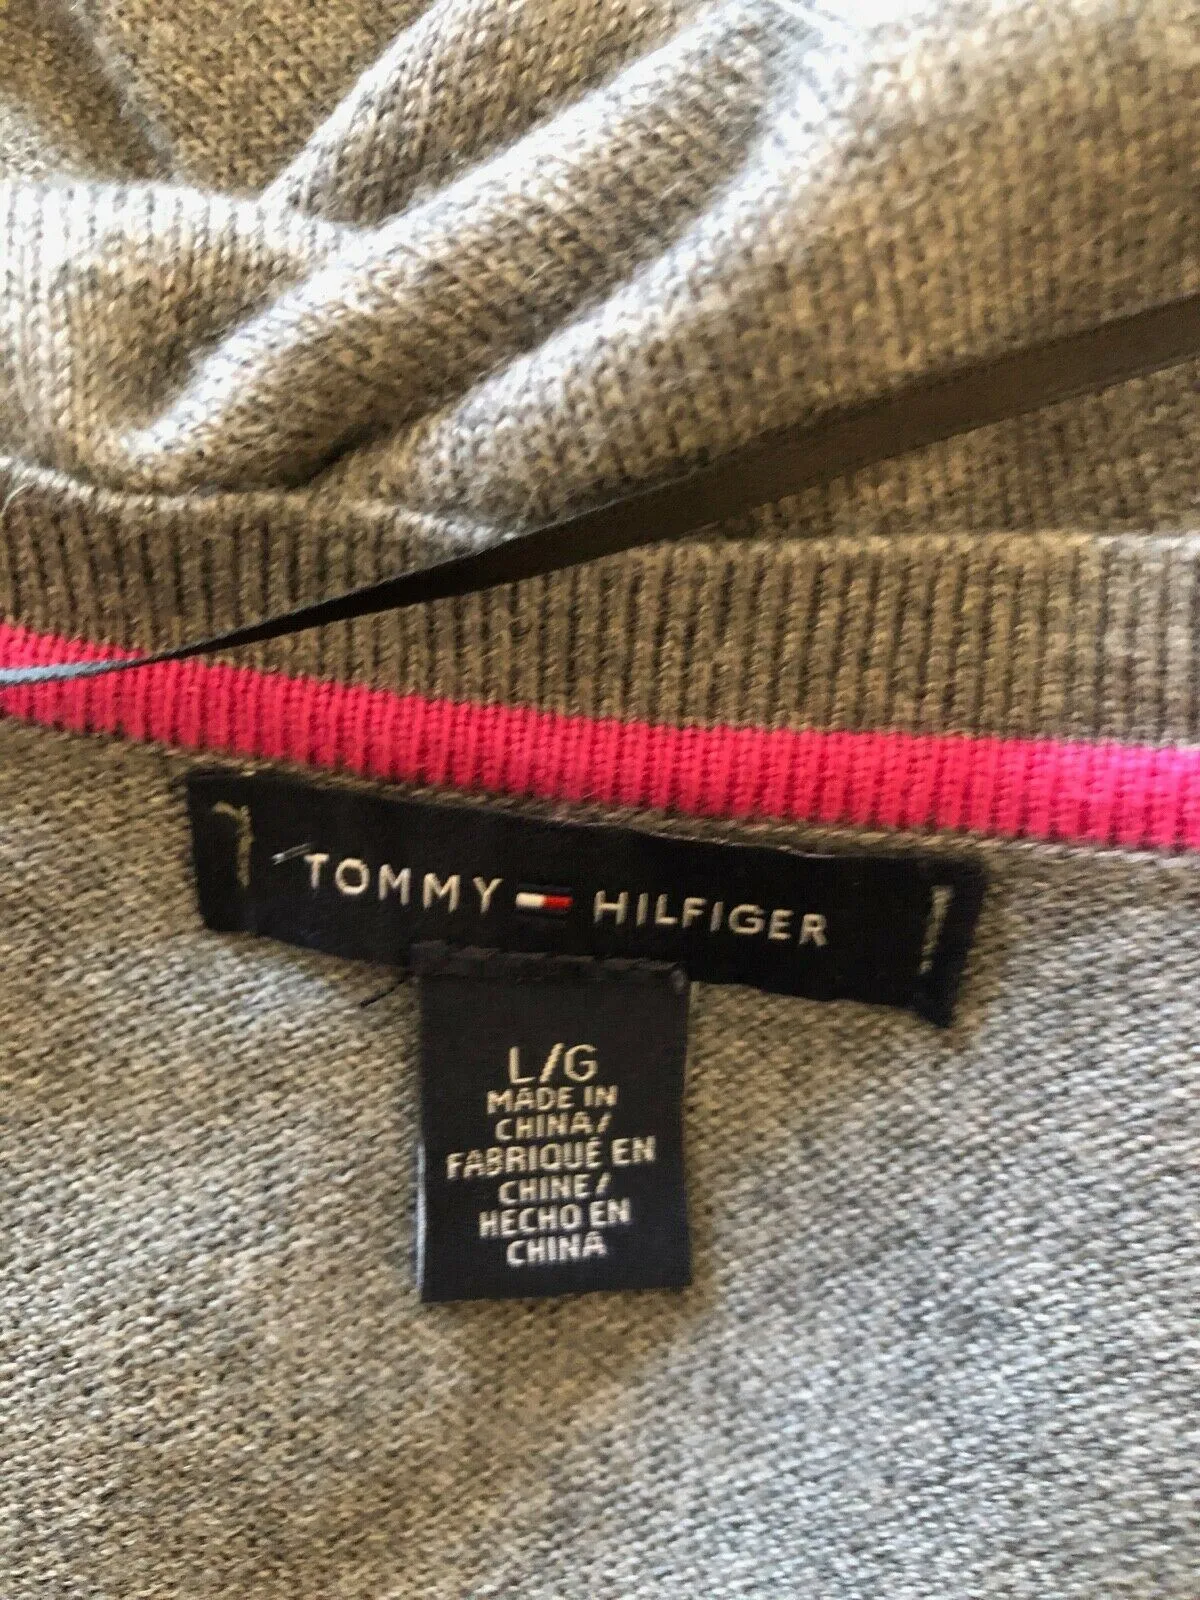 TOMMY HILFIGER
L/G
MADE IN
CHINA/
FABRIQUÉ EN
CHINE/
HECHO EN
CHINA